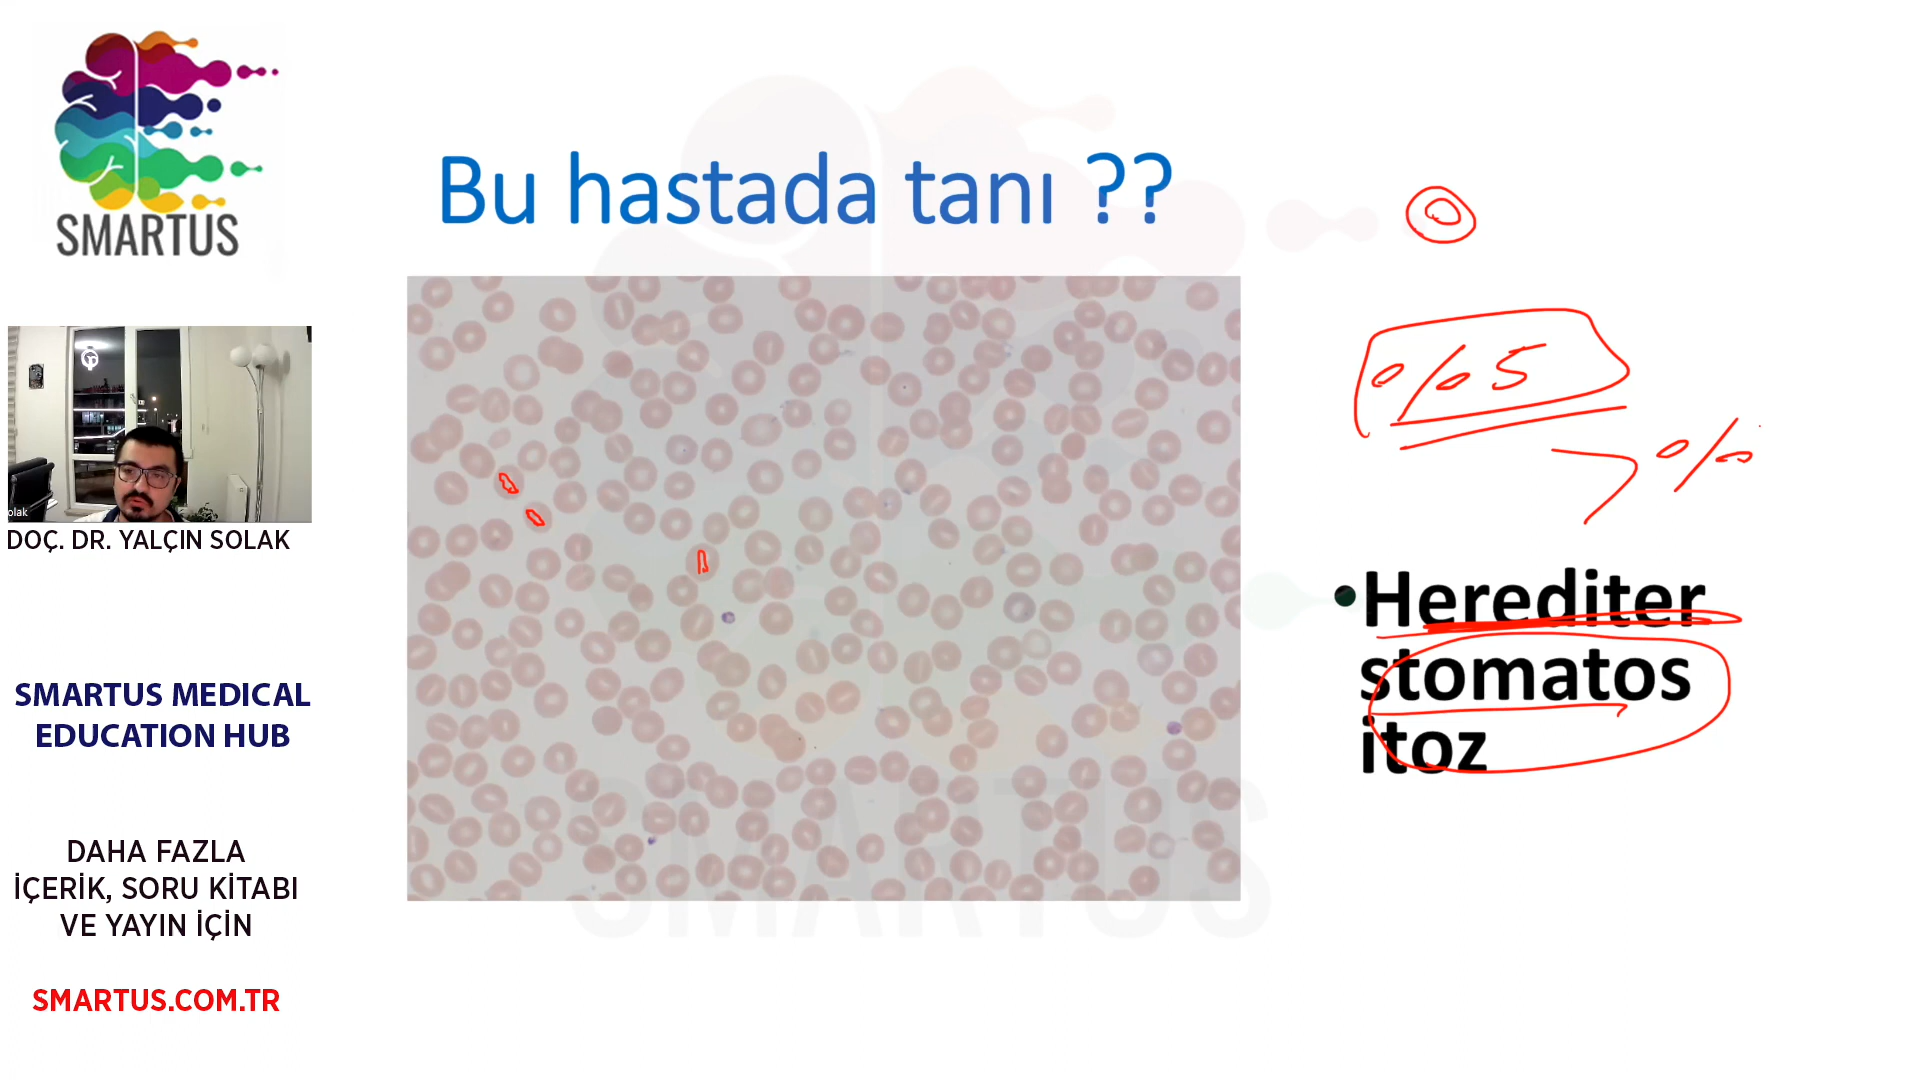 SMARTUS
Bu hastada tanı ??
%5
olak
DOÇ. DR. YALÇIN SOLAK
•Herediter
stomatos
itoz
SMARTUS MEDICAL
EDUCATION HUB
DAHA FAZLA
İÇERİK, SORU KİTABI
VE YAYIN İÇİN
SMARTUS.COM.TR
SMARTUS